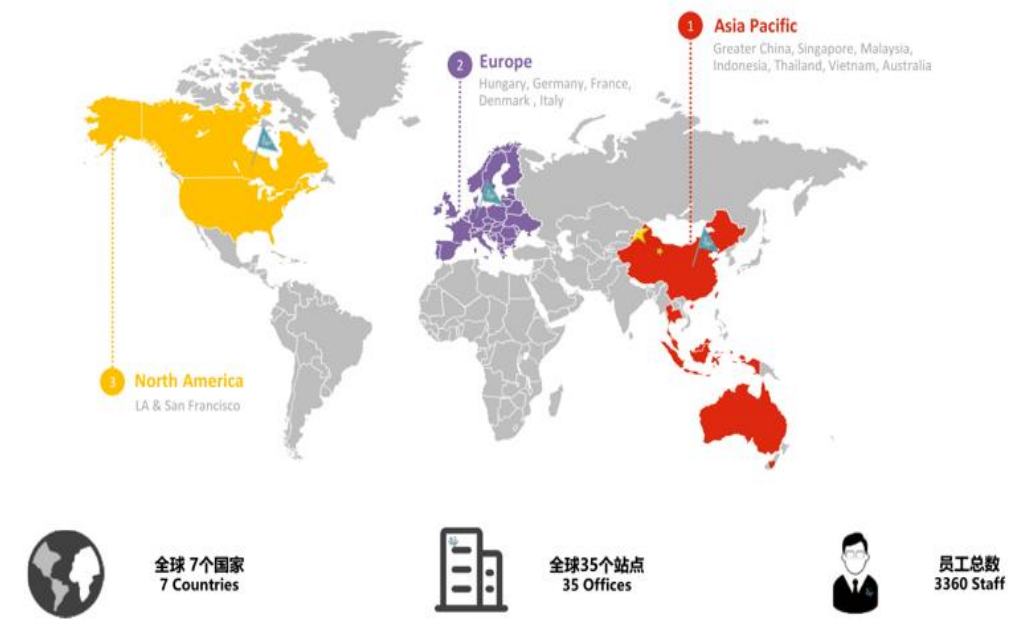 1
Asia Pacific
Greater China, Singapore, Malaysia,
Indonesia, Thailand, Vietnam, Australia
2
Europe
Hungary, Germany, France,
Denmark , Italy
3
North America
LA & San Francisco
全球 7个国家
7 Countries
全球35个站点
35 Offices
员工总数
3360 Staff